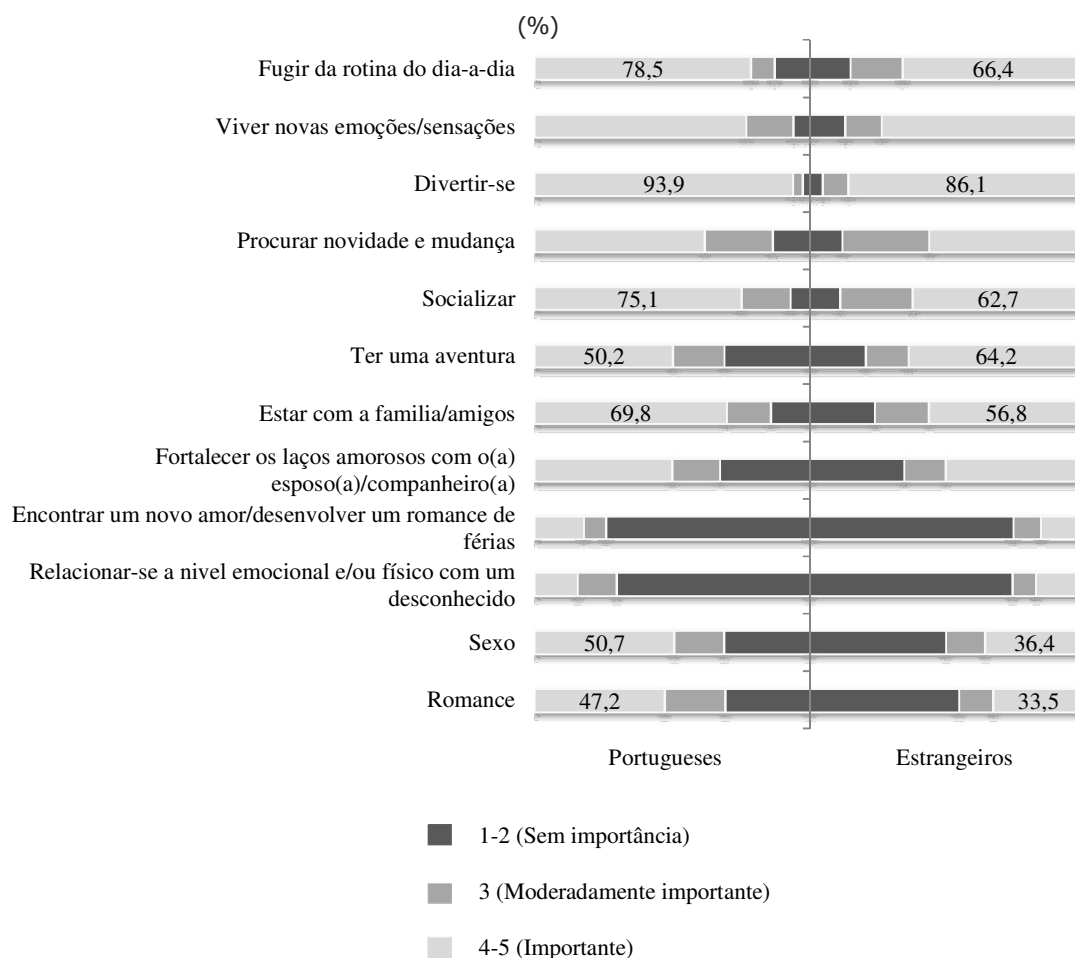 (%)
Fugir da rotina do dia-a-dia 78,5 66,4
Viver novas emoções/sensações
Divertir-se 93,9 86,1
Procurar novidade e mudança
Socializar 75,1 62,7
Ter uma aventura 50,2 64,2
Estar com a familia/amigos 69,8 56,8
Fortalecer os laços amorosos com o(a)
esposo(a)/companheiro(a)
Encontrar um novo amor/desenvolver um romance de
férias
Relacionar-se a nivel emocional e/ou físico com um
desconhecido
Sexo 50,7 36,4
Romance 47,2 33,5
Portugueses Estrangeiros
1-2 (Sem importância)
3 (Moderadamente importante)
4-5 (Importante)